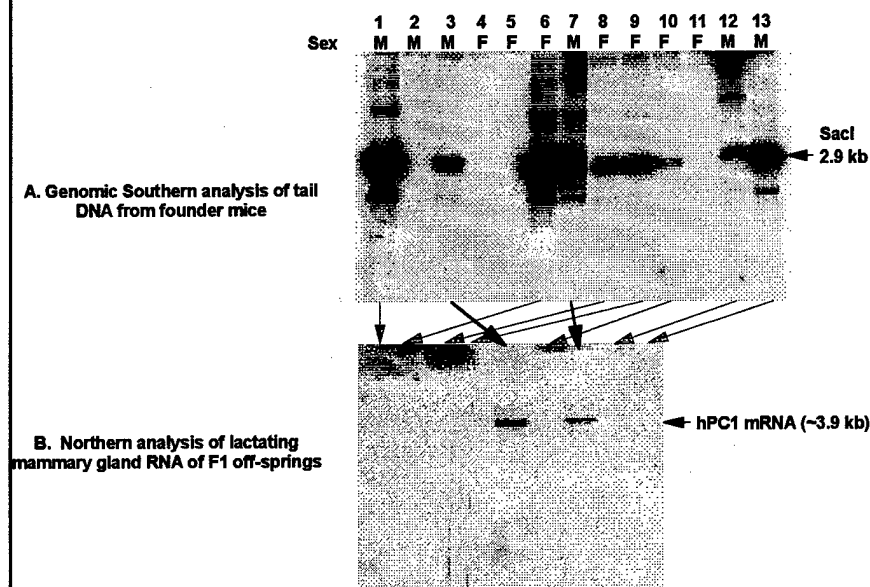 1 2 3 4 5 6 7 8 9 10 11 12 13
Sex M M M F F F M F F F F M M
SacI
2.9 kb
A. Genomic Southern analysis of tail
DNA from founder mice
hPC1 mRNA (~3.9 kb)
B. Northern analysis of lactating
mammary gland RNA of F1 off-springs